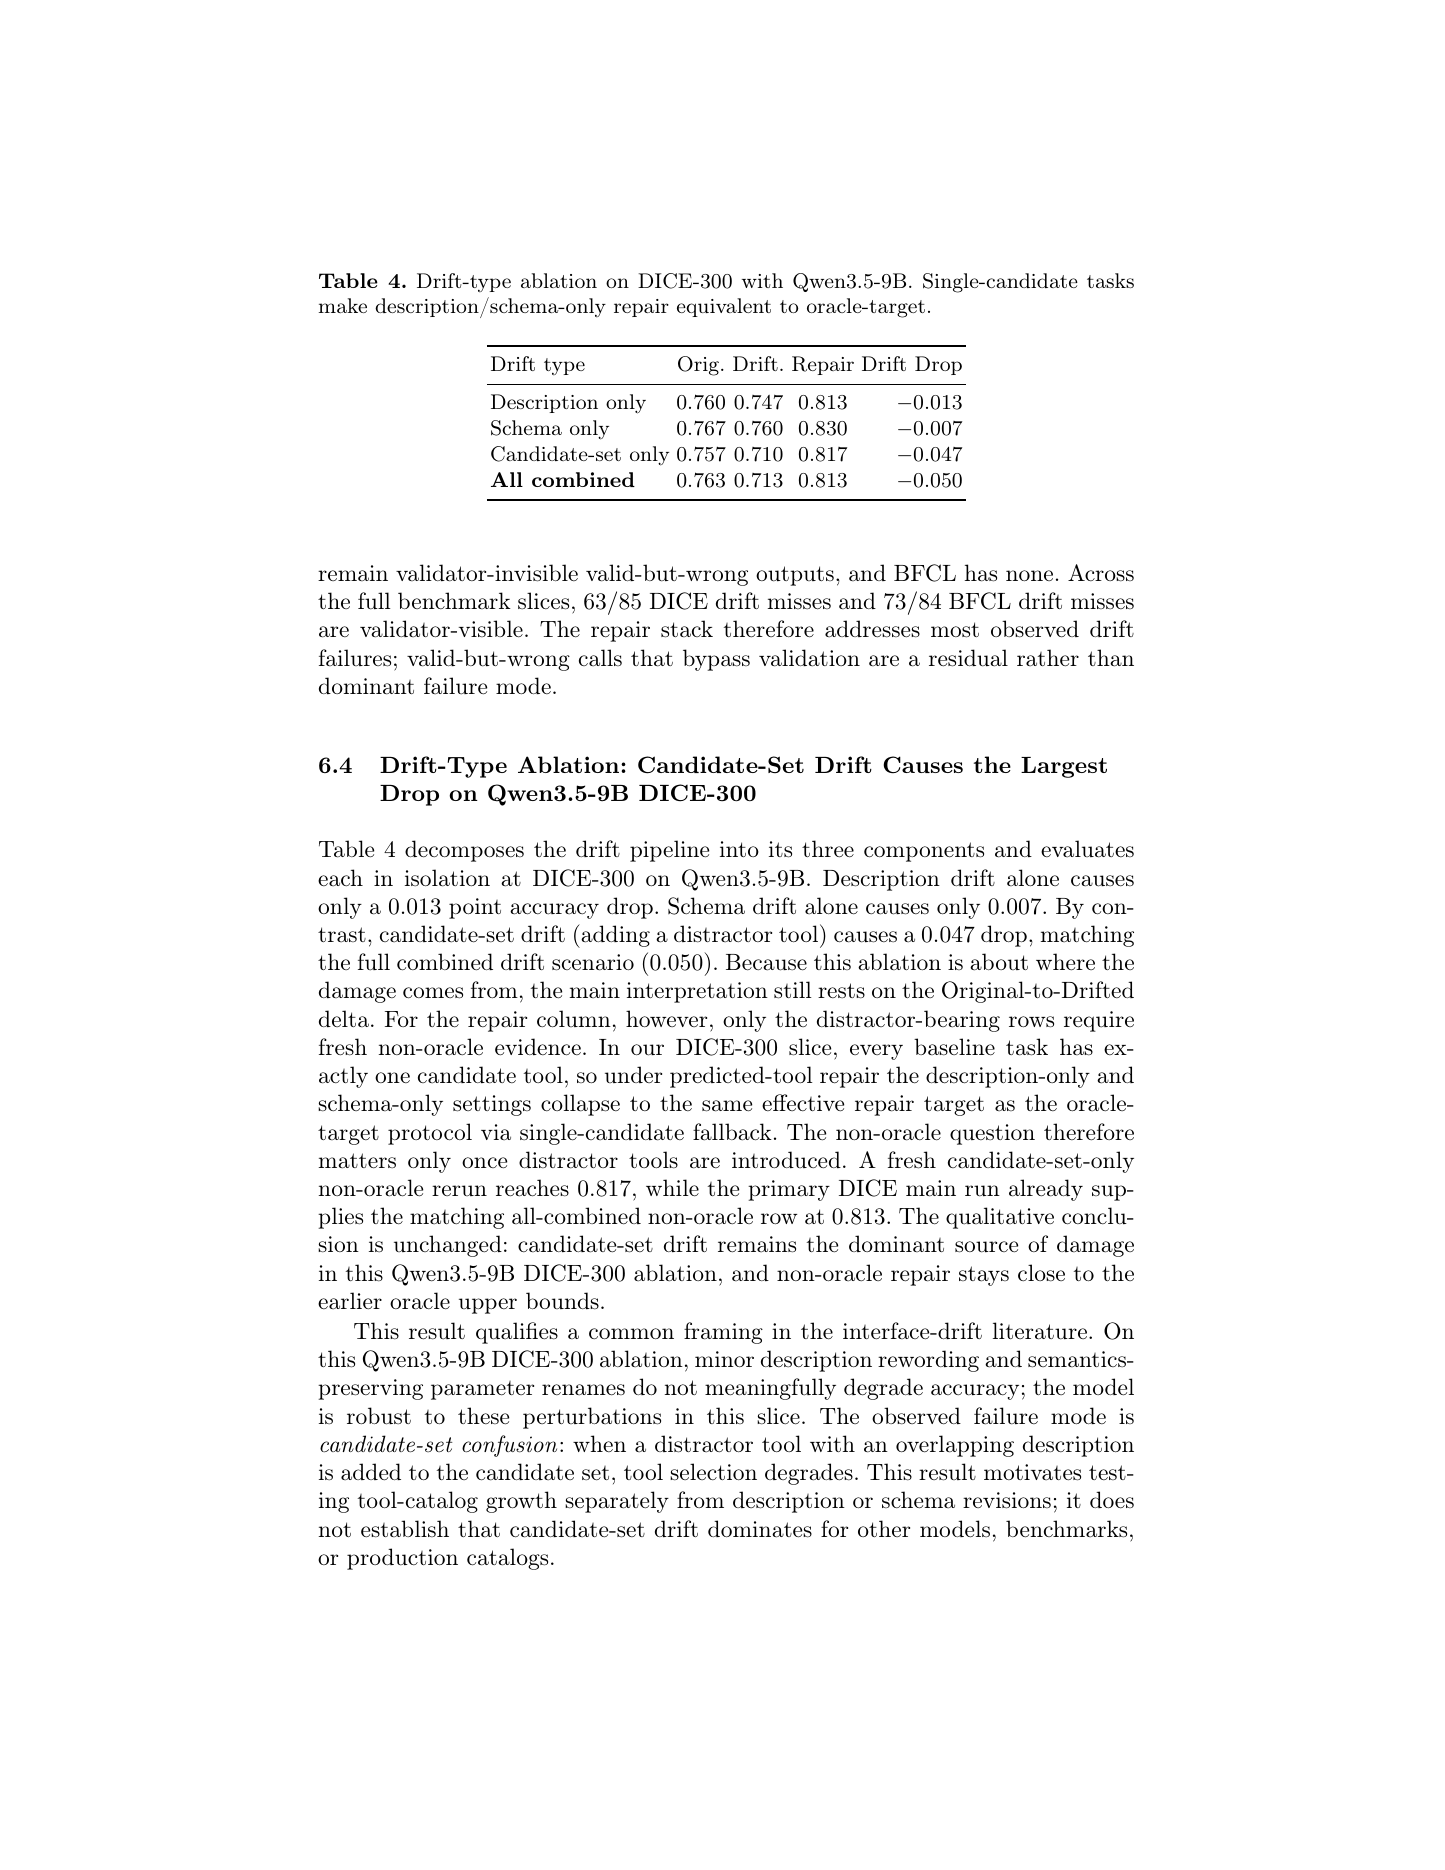 Table 4. Drift-type ablation on DICE-300 with Qwen3.5-9B. Single-candidate tasks
make description/schema-only repair equivalent to oracle-target.
Drift type Orig. Drift. Repair Drift Drop
Description only 0.760 0.747 0.813 −0.013
Schema only 0.767 0.760 0.830 −0.007
Candidate-set only 0.757 0.710 0.817 −0.047
All combined 0.763 0.713 0.813 −0.050
remain validator-invisible valid-but-wrong outputs, and BFCL has none. Across
the full benchmark slices, 63/85 DICE drift misses and 73/84 BFCL drift misses
are validator-visible. The repair stack therefore addresses most observed drift
failures; valid-but-wrong calls that bypass validation are a residual rather than
dominant failure mode.
6.4 Drift-Type Ablation: Candidate-Set Drift Causes the Largest
Drop on Qwen3.5-9B DICE-300
Table 4 decomposes the drift pipeline into its three components and evaluates
each in isolation at DICE-300 on Qwen3.5-9B. Description drift alone causes
only a 0.013 point accuracy drop. Schema drift alone causes only 0.007. By con-
trast, candidate-set drift (adding a distractor tool) causes a 0.047 drop, matching
the full combined drift scenario (0.050). Because this ablation is about where the
damage comes from, the main interpretation still rests on the Original-to-Drifted
delta. For the repair column, however, only the distractor-bearing rows require
fresh non-oracle evidence. In our DICE-300 slice, every baseline task has ex-
actly one candidate tool, so under predicted-tool repair the description-only and
schema-only settings collapse to the same effective repair target as the oracle-
target protocol via single-candidate fallback. The non-oracle question therefore
matters only once distractor tools are introduced. A fresh candidate-set-only
non-oracle rerun reaches 0.817, while the primary DICE main run already sup-
plies the matching all-combined non-oracle row at 0.813. The qualitative conclu-
sion is unchanged: candidate-set drift remains the dominant source of damage
in this Qwen3.5-9B DICE-300 ablation, and non-oracle repair stays close to the
earlier oracle upper bounds.
This result qualifies a common framing in the interface-drift literature. On
this Qwen3.5-9B DICE-300 ablation, minor description rewording and semantics-
preserving parameter renames do not meaningfully degrade accuracy; the model
is robust to these perturbations in this slice. The observed failure mode is
candidate-set confusion: when a distractor tool with an overlapping description
is added to the candidate set, tool selection degrades. This result motivates test-
ing tool-catalog growth separately from description or schema revisions; it does
not establish that candidate-set drift dominates for other models, benchmarks,
or production catalogs.